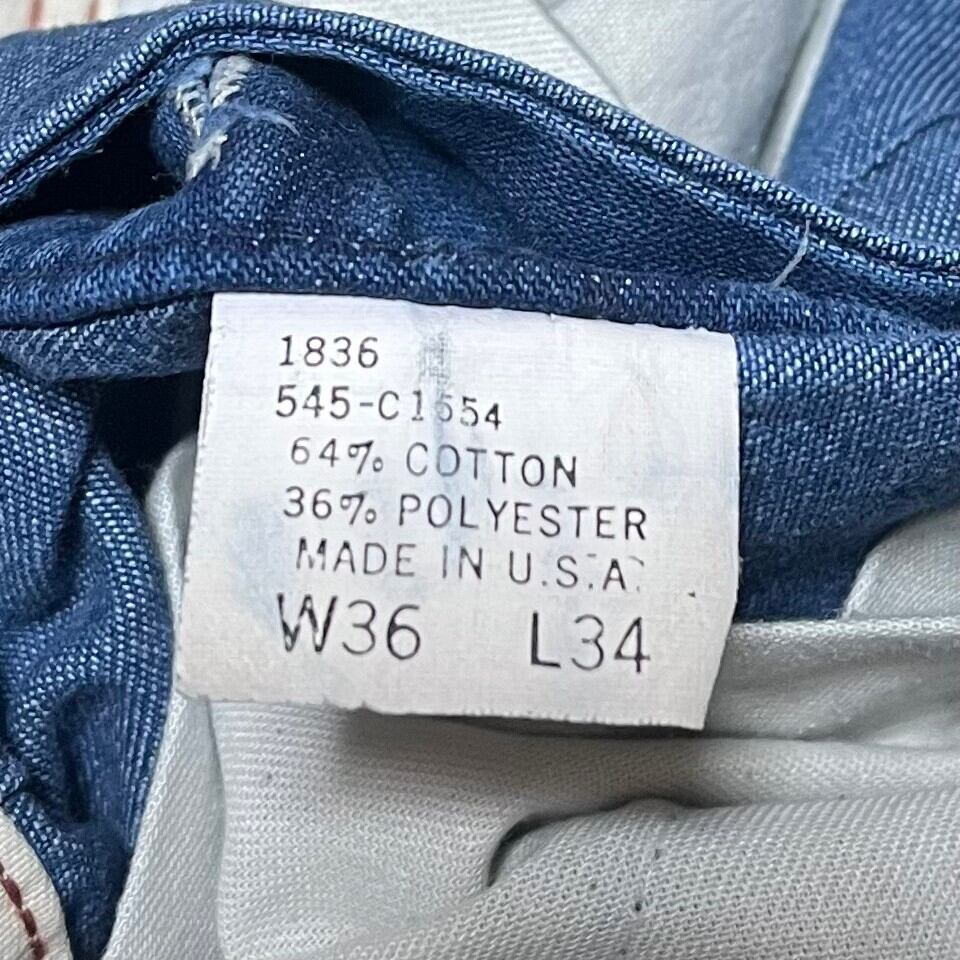 1836
545-C1554
64% COTTON
36% POLYESTER
MADE IN U.S.A.
W36 L34